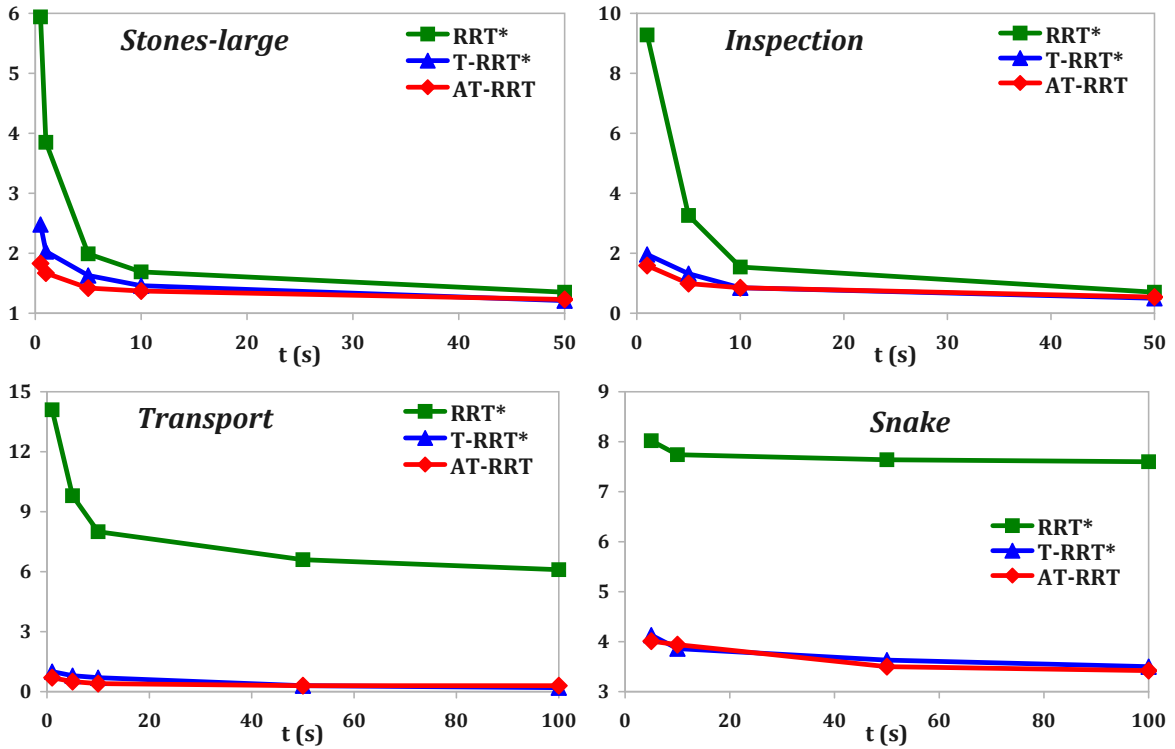 Stones-large
RRT*
T-RRT*
AT-RRT
6
5
4
3
2
1
0 10 20 30 40 50
t (s)
Inspection
RRT*
T-RRT*
AT-RRT
10
8
6
4
2
0
0 10 20 30 40 50
t (s)
Transport
RRT*
T-RRT*
AT-RRT
15
12
9
6
3
0
0 20 40 60 80 100
t (s)
Snake
RRT*
T-RRT*
AT-RRT
9
8
7
6
5
4
3
0 20 40 60 80 100
t (s)